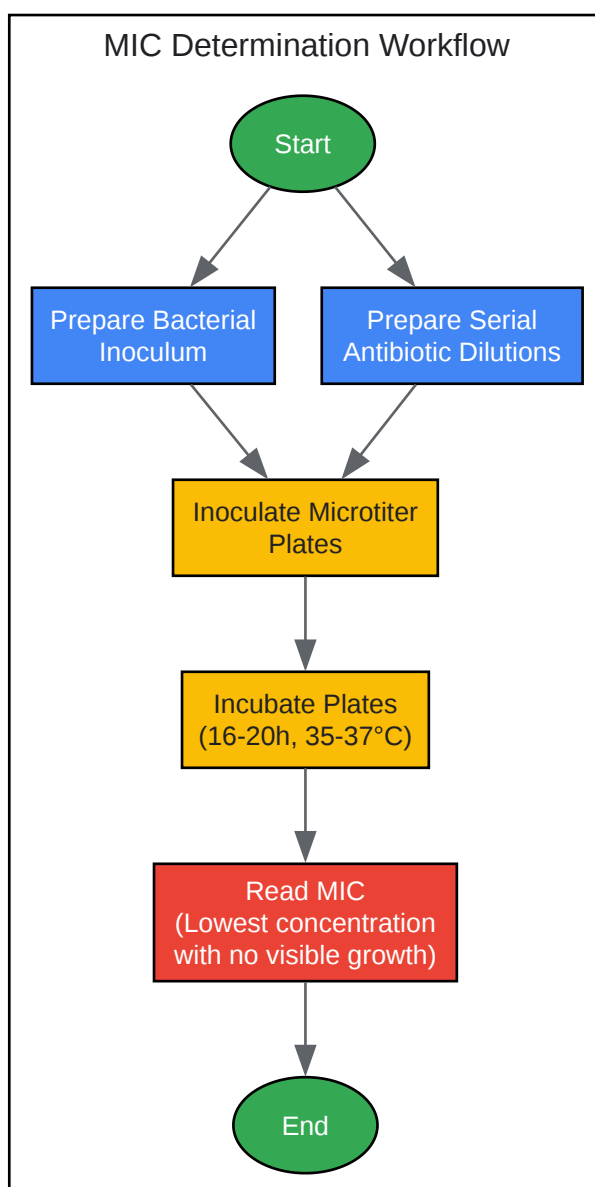 MIC Determination Workflow
Start
Prepare Bacterial
Inoculum
Prepare Serial
Antibiotic Dilutions
Inoculate Microtiter
Plates
Incubate Plates
(16-20h, 35-37°C)
Read MIC
(Lowest concentration
with no visible growth)
End